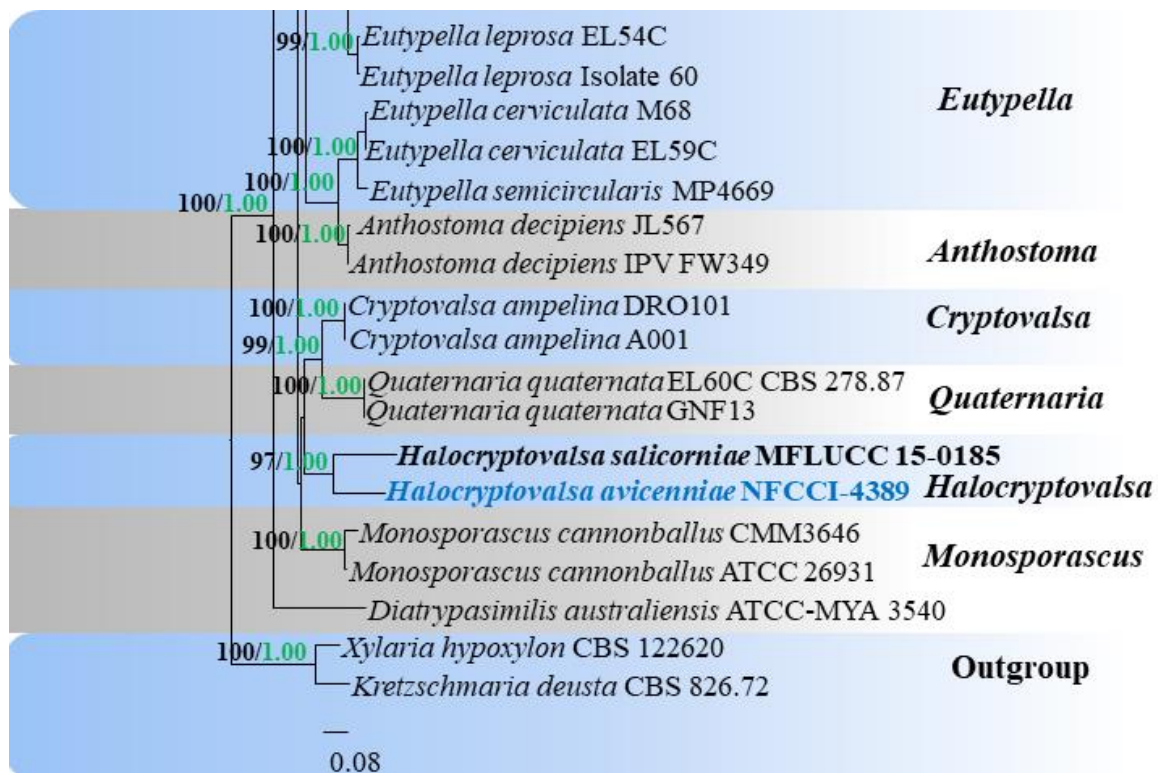 99/1.00
Eutypella leprosa EL54C
Eutypella leprosa Isolate 60
Eutypella
Eutypella cerviculata M68
100/1.00
Eutypella cerviculata EL59C
100/1.00
Eutypella semicircularis MP4669
100/1.00
100/1.00
Anthostoma decipiens JL567
Anthostoma decipiens IPV FW349
Anthostoma
100/1.00
Cryptovalsa ampelina DRO101
Cryptovalsa
Cryptovalsa ampelina A001
99/1.00
100/1.00
Quaternaria quaternata EL60C CBS 278.87
Quaternaria quaternata GNF13
Quaternaria
97/1.00
Halocryptovalsa salicorniae MFLUCC 15-0185
Halocryptovalsa avicenniae NFCCI-4389
Halocryptovalsa
100/1.00
Monosporascus cannonballus CMM3646
Monosporascus cannonballus ATCC 26931
Monosporascus
Diatrypasimilis australiensis ATCC-MYA 3540
100/1.00
Xylaria hypoxylon CBS 122620
Kretzschmaria deusta CBS 826.72
Outgroup
0.08